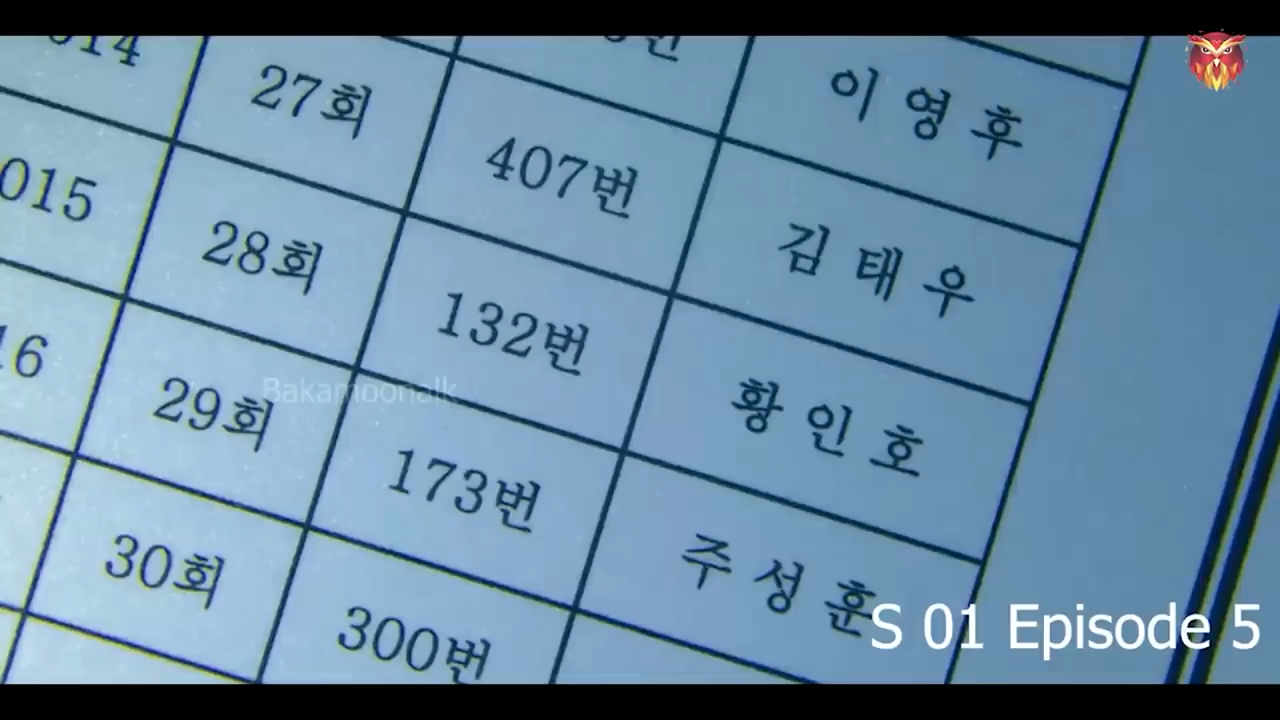 이 영 후
014 27회 407번 김 태 우
015 28회 132번 황 인 호
16 29회 173번 주 성 훈
30회 300번
Bakamoonalk
S 01 Episode 5